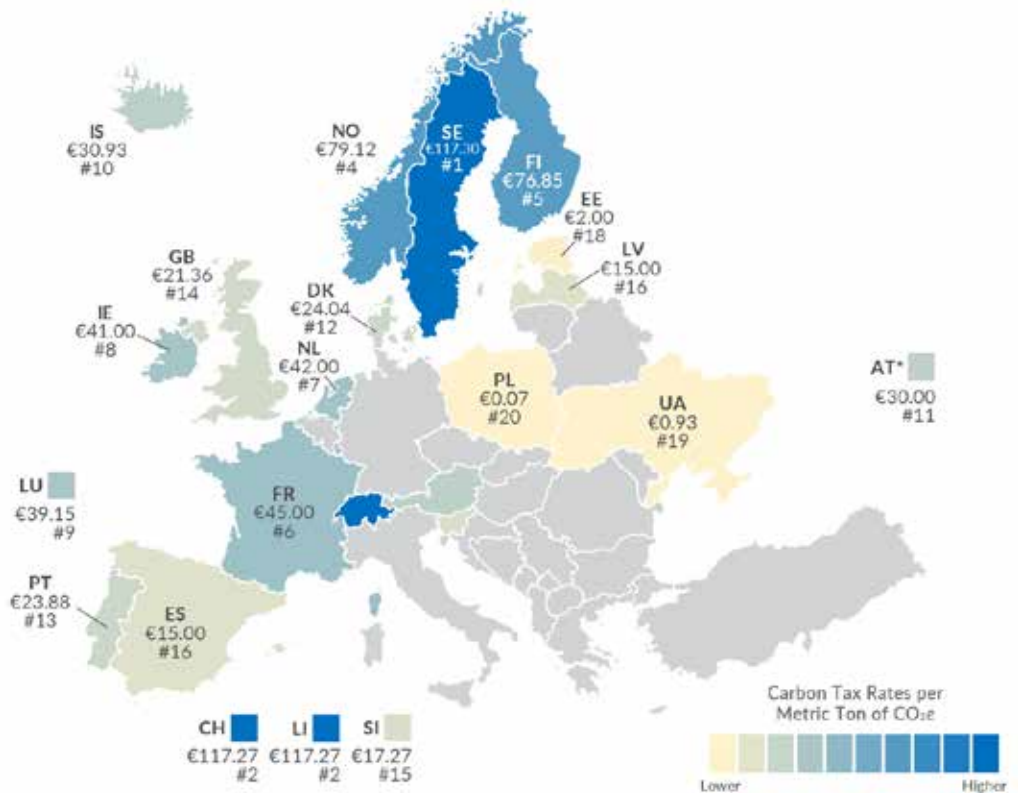 IS
€30.93
#10
NO
€79.12
#4
SE
€117.30
#1
FI
€76.85
#5
EE
€2.00
#18
LV
€15.00
#16
GB
€21.36
#14
DK
€24.04
#12
IE
€41.00
#8
NL
€42.00
#7
PL
€0.07
#20
UA
€0.93
#19
AT*
€30.00
#11
LU
€39.15
#9
FR
€45.00
#6
PT
€23.88
#13
ES
€15.00
#16
CH
€117.27
#2
LI
€117.27
#2
SI
€17.27
#15
Carbon Tax Rates per
Metric Ton of CO₂e
Lower
Higher